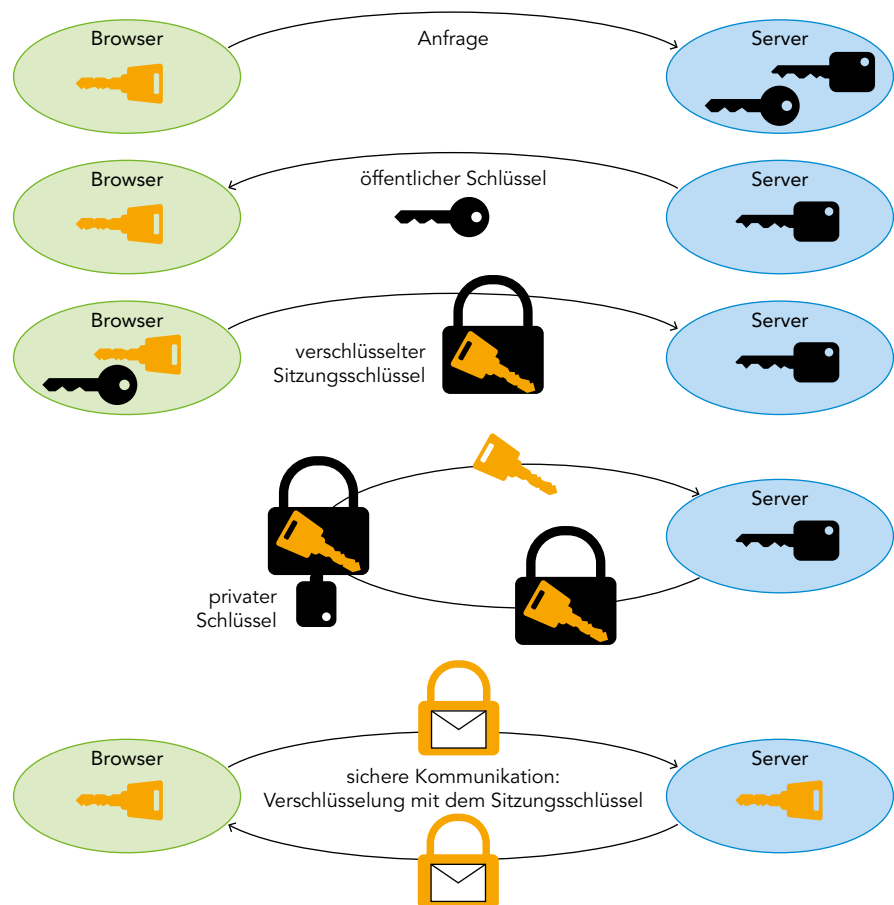 Browser
Anfrage
Server
Browser
öffentlicher Schlüssel
Server
Browser
verschlüsselter
Sitzungsschlüssel
Server
Server
privater
Schlüssel
Browser
sichere Kommunikation:
Verschlüsselung mit dem Sitzungsschlüssel
Server